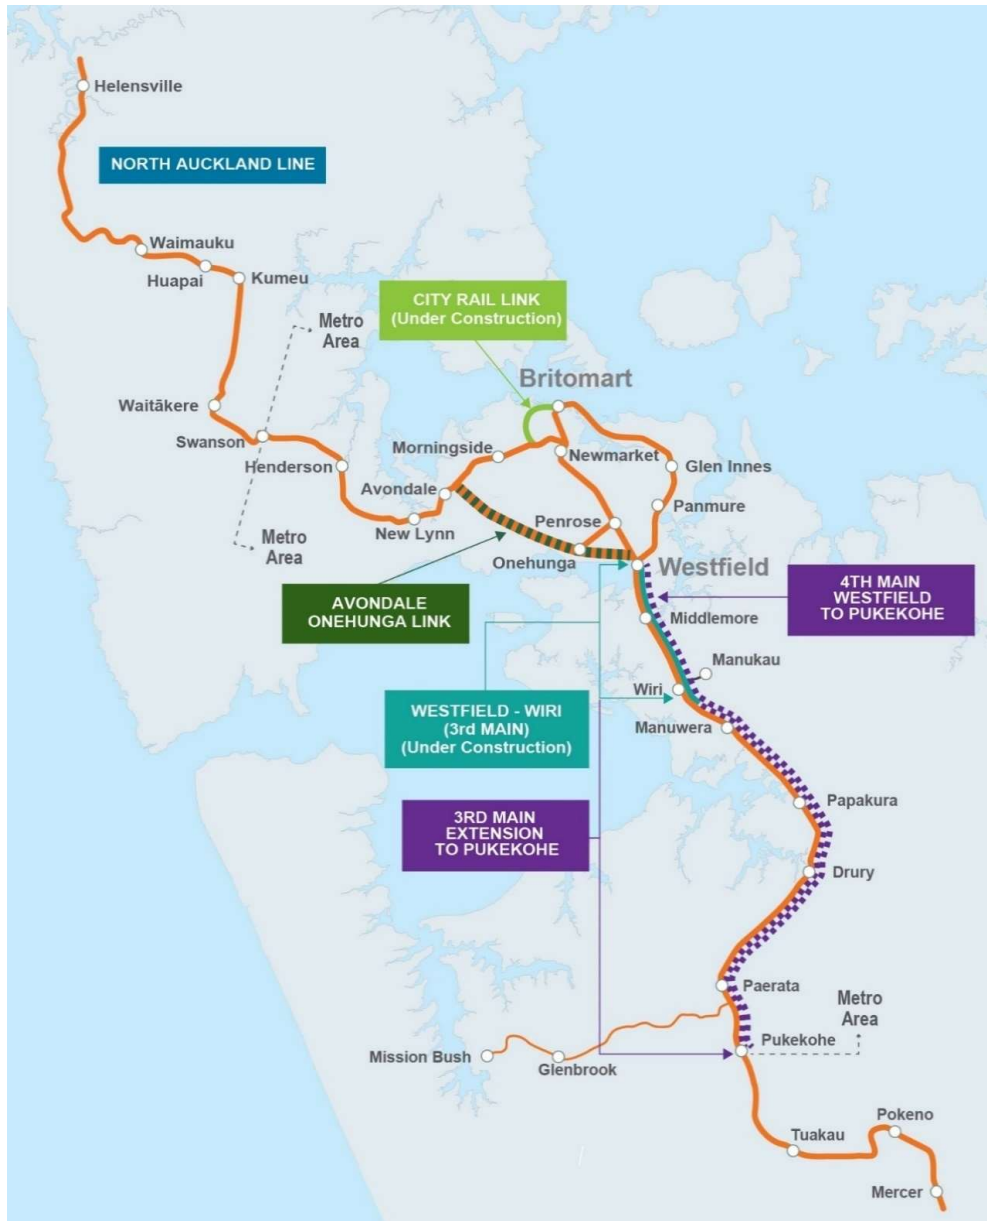 Helensville
NORTH AUCKLAND LINE
Waimauku
Huapai
Kumeu
CITY RAIL LINK
(Under Construction)
Metro
Area
Britomart
Waitākere
Swanson
Morningside
Newmarket
Henderson
Glen Innes
Avondale
Panmure
New Lynn
Penrose
Metro
Area
Onehunga
Westfield
AVONDALE
ONEHUNGA LINK
4TH MAIN
WESTFIELD
TO PUKEKOHE
Middlemore
Manukau
Wiri
WESTFIELD - WIRI
(3rd MAIN)
(Under Construction)
Manuwera
3RD MAIN
EXTENSION
TO PUKEKOHE
Papakura
Drury
Paerata
Metro
Area
Pukekohe
Mission Bush
Glenbrook
Pokeno
Tuakau
Mercer